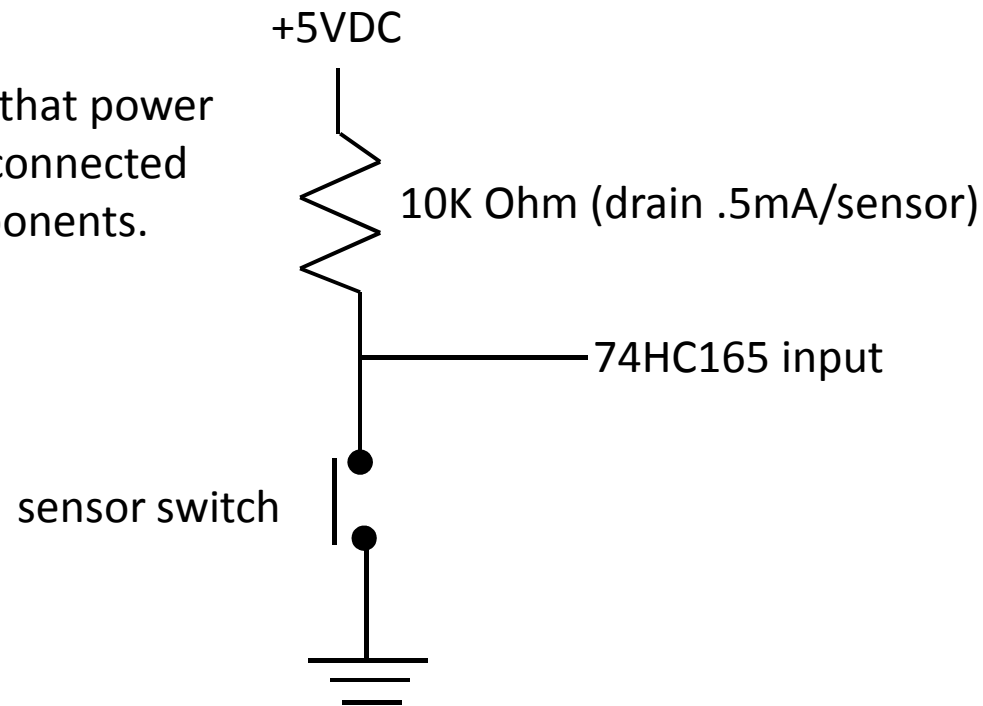 +5VDC
that power
connected
onents.
10K Ohm (drain .5mA/sensor)
74HC165 input
sensor switch